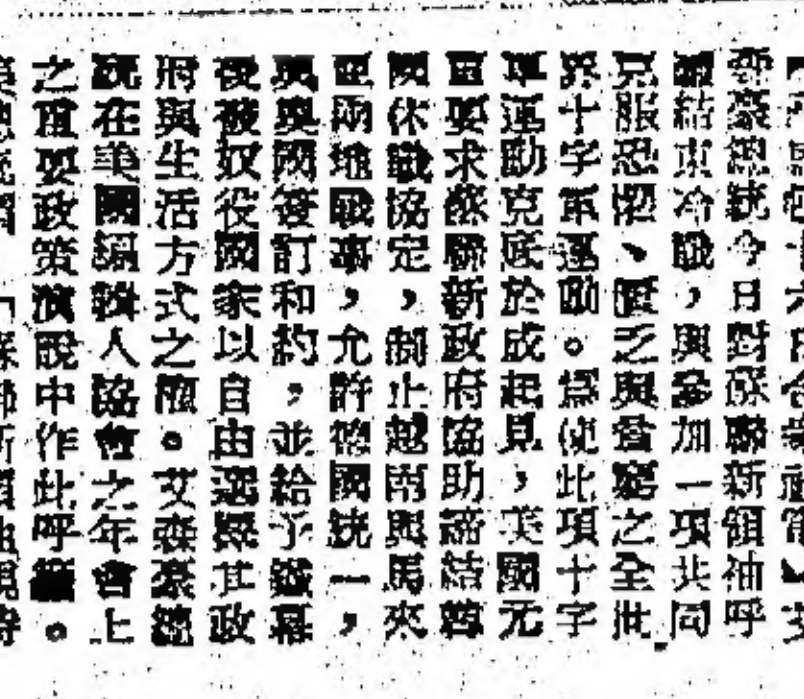 森豪總統今日對蘇聯新領袖呼
籲結束冷戰,與參加一項共同
克服恐懼、匱乏與貧窮之全世
界十字軍運動。為使此項十字
軍運動克底於成起見,美國元
首要求蘇聯新政府協助締結韓
國休戰協定,制止越南與馬來
亞兩地戰事,允許德國統一,
與奧國簽訂和約,並給予鐵幕
後被奴役國家以自由選擇其政
府與生活方式之權。艾森豪總
統在美國編輯人協會之年會上
之重要政策演說中作此呼籲。